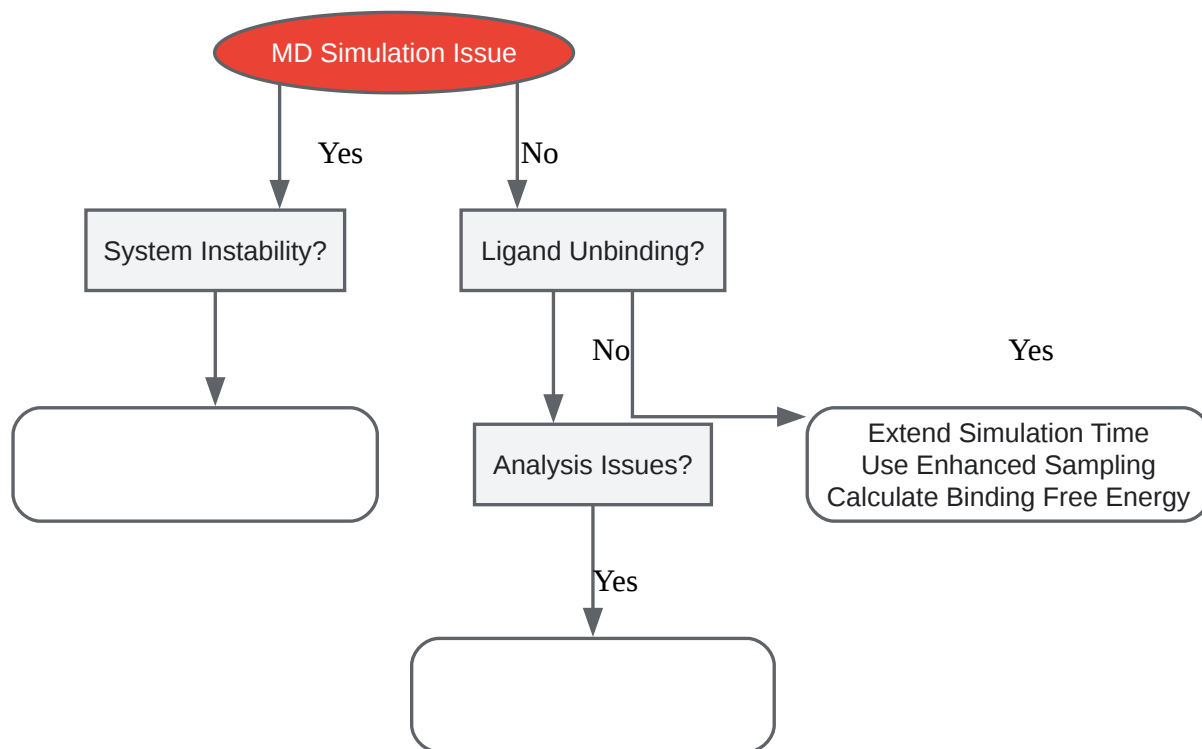 MD Simulation Issue
Yes
No
System Instability?
Ligand Unbinding?
No
Yes
Extend Simulation Time
Use Enhanced Sampling
Calculate Binding Free Energy
Analysis Issues?
Yes